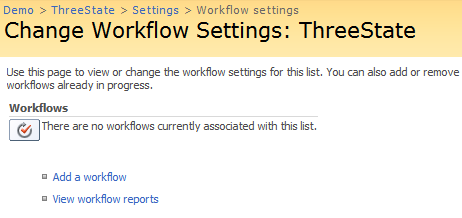 Demo > ThreeState > Settings > Workflow settings
Change Workflow Settings: ThreeState
Use this page to view or change the workflow settings for this list. You can also add or remove
workflows already in progress.
Workflows
There are no workflows currently associated with this list.
Add a workflow
View workflow reports